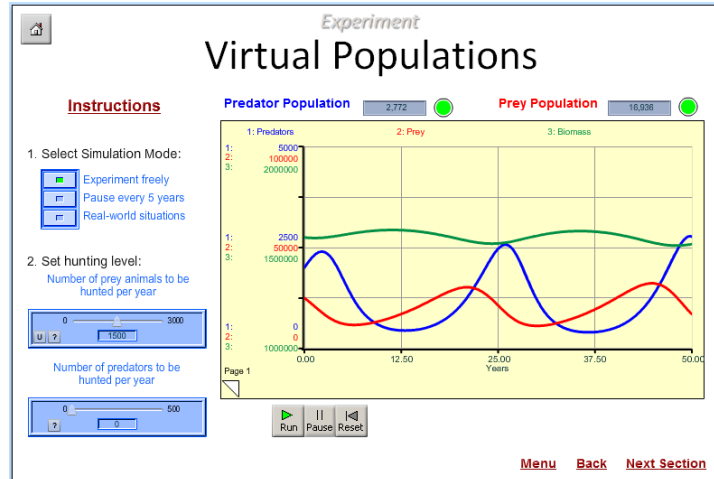 Experiment
Virtual Populations
Instructions
Predator Population
2,772
Prey Population
16,936
1: Predators
2: Prey
3: Biomass
1: 5000
2: 100000
3: 2000000
1: 2500
2: 50000
3: 1500000
1: 0
2: 0
3: 1000000
0.00
12.50
25.00
37.50
50.00
Years
Page 1
1. Select Simulation Mode:
Experiment freely
Pause every 5 years
Real-world situations
2. Set hunting level:
Number of prey animals to be
hunted per year
0
3000
U
?
1500
Number of predators to be
hunted per year
0
500
?
0
Run
Pause
Reset
Menu
Back
Next Section